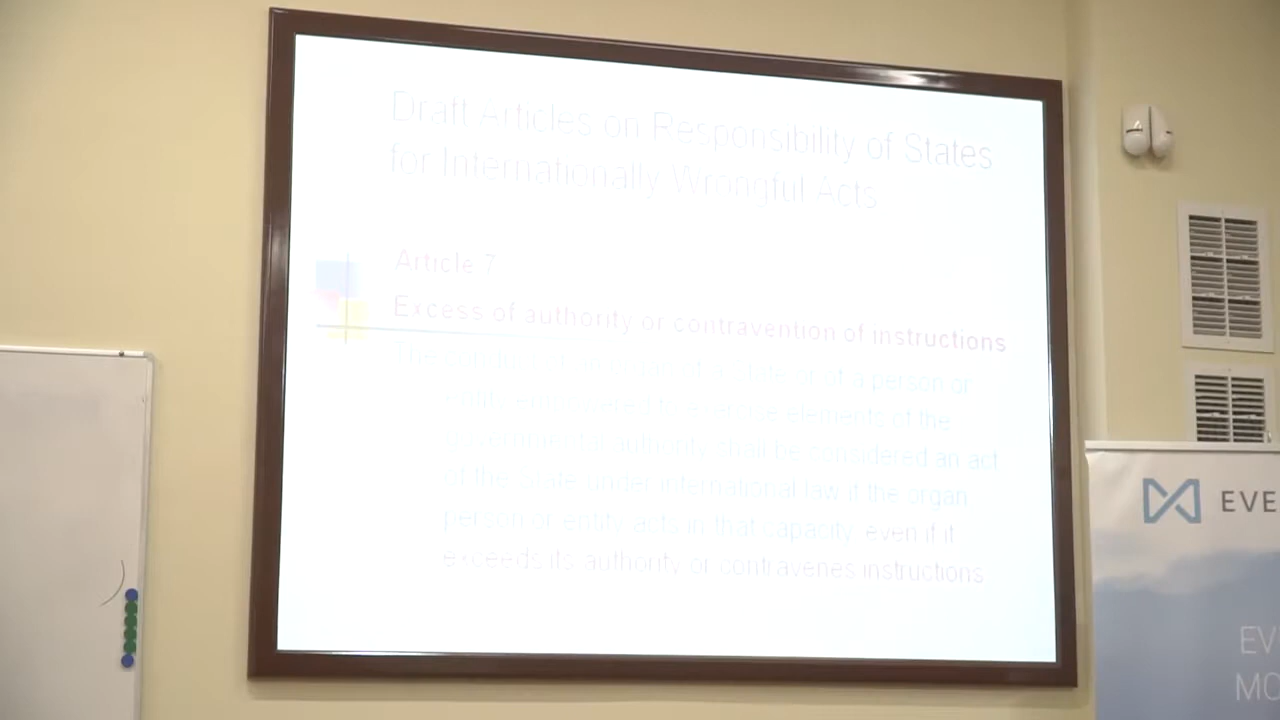 Draft Articles on Responsibility of States
for Internationally Wrongful Acts
Article 7
Excess of authority or contravention of instructions
The conduct of an organ of a State or of a person or
entity empowered to exercise elements of the
governmental authority shall be considered an act
of the State under international law if the organ,
person or entity acts in that capacity, even if it
exceeds its authority or contravenes instructions
EVE
EV
MO